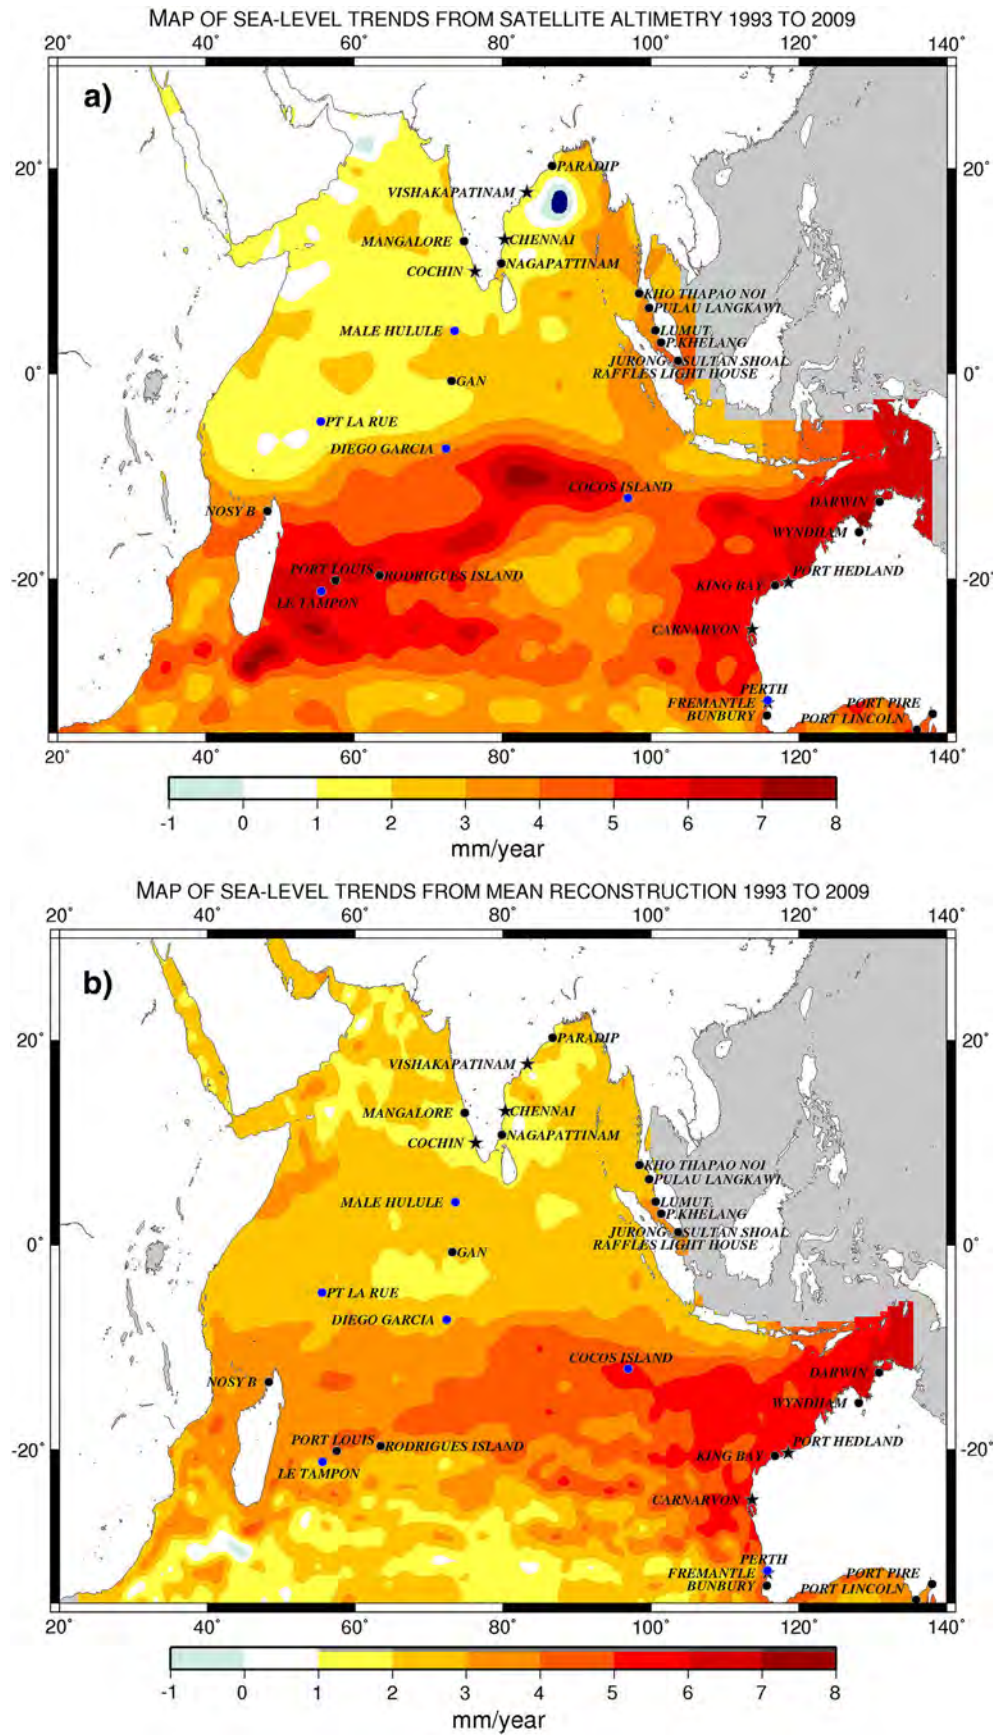 MAP OF SEA-LEVEL TRENDS FROM SATELLITE ALTIMETRY 1993 TO 2009
20° 40° 60° 80° 100° 120° 140°
a)
20° PARADIP 20°
VISHAKAPATINAM
MANGALORE CHENNAI
COCHIN NAGAPATTINAM
KHO THAPAO NOI
PULAU LANGKAWI
MALE HULULE LUMUT
P.KHELANG
JURONG SULTAN SHOAL
0° GAN RAFFLES LIGHT HOUSE 0°
PT LA RUE
DIEGO GARCIA
COCOS ISLAND
NOSY B DARWIN
WYNDHAM
PORT LOUIS PORT HEDLAND
-20° RODRIGUES ISLAND KING BAY -20°
LE TAMPON
CARNARVON
PERTH
FREMANTLE PORT PIRE
BUNBURY PORT LINCOLN
20° 40° 60° 80° 100° 120° 140°
-1 0 1 2 3 4 5 6 7 8
mm/year
MAP OF SEA-LEVEL TRENDS FROM MEAN RECONSTRUCTION 1993 TO 2009
20° 40° 60° 80° 100° 120° 140°
b)
20° PARADIP 20°
VISHAKAPATINAM
MANGALORE CHENNAI
COCHIN NAGAPATTINAM
KHO THAPAO NOI
PULAU LANGKAWI
MALE HULULE LUMUT
P.KHELANG
JURONG SULTAN SHOAL
0° GAN RAFFLES LIGHT HOUSE 0°
PT LA RUE
DIEGO GARCIA
COCOS ISLAND
NOSY B DARWIN
WYNDHAM
PORT LOUIS PORT HEDLAND
-20° RODRIGUES ISLAND KING BAY -20°
LE TAMPON
CARNARVON
PERTH
FREMANTLE PORT PIRE
BUNBURY PORT LINCOLN
20° 40° 60° 80° 100° 120° 140°
-1 0 1 2 3 4 5 6 7 8
mm/year